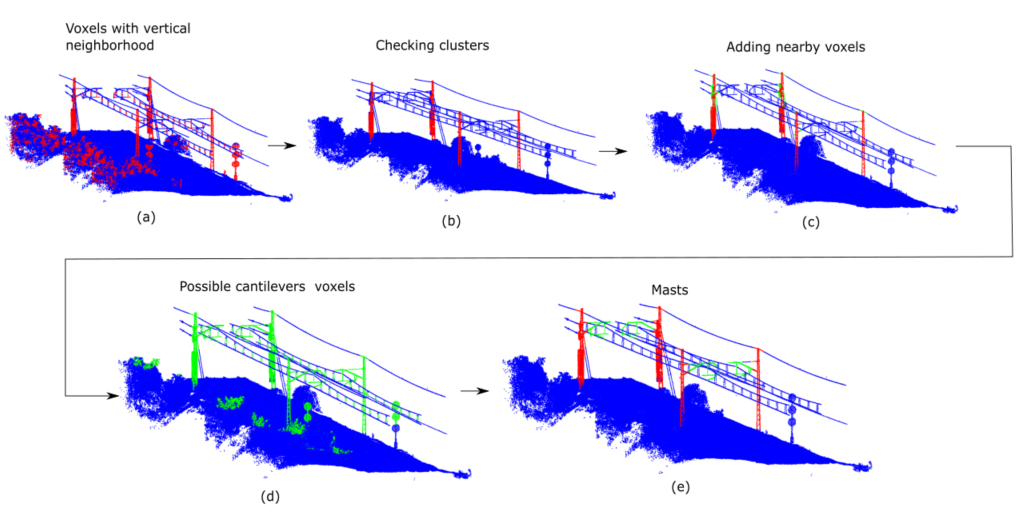 Voxels with vertical
neighborhood
Checking clusters
Adding nearby voxels
(a)
(b)
(c)
Possible cantilevers voxels
Masts
(d)
(e)